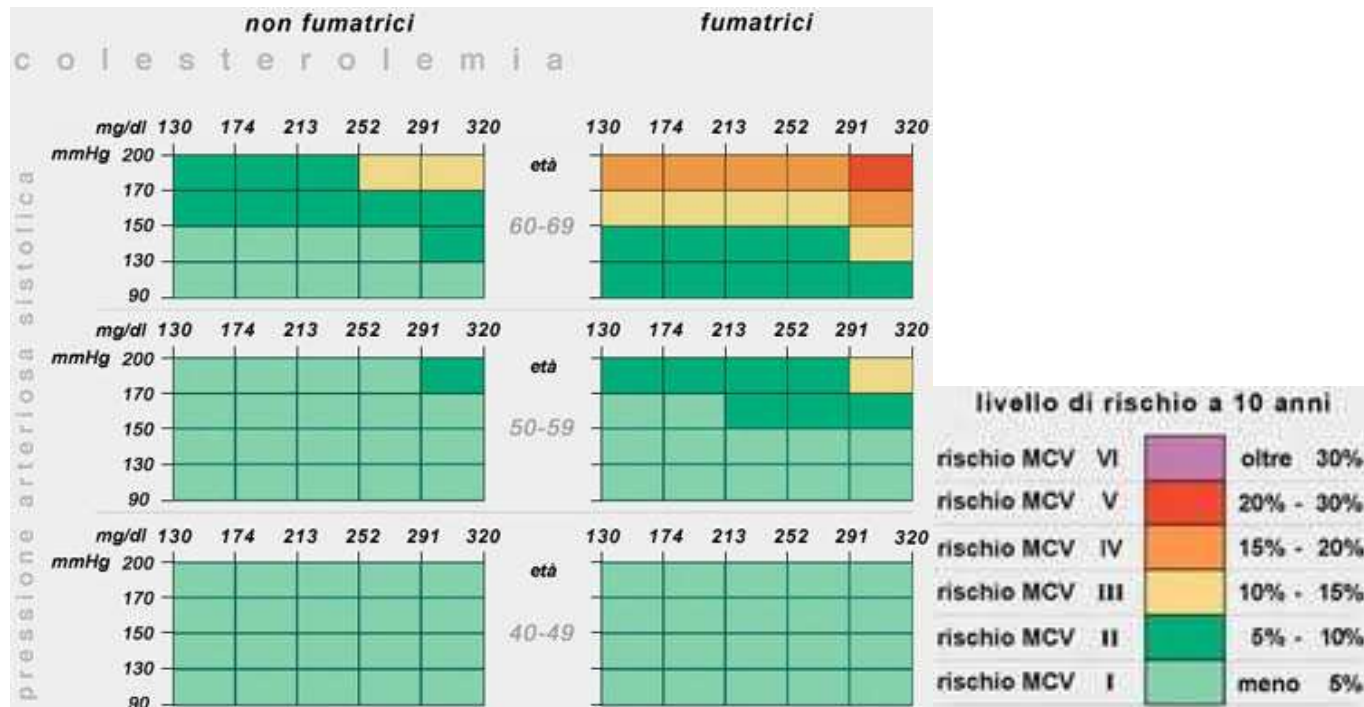 non fumatrici fumatrici
colesterolemia
pressione arteriosa sistolica
mg/dl 130 174 213 252 291 320 130 174 213 252 291 320
mmHg 200 età
170
150 60-69
130
90
mg/dl 130 174 213 252 291 320 130 174 213 252 291 320
mmHg 200 età
170
150 50-59
130
90
mg/dl 130 174 213 252 291 320 130 174 213 252 291 320
mmHg 200 età
170
150 40-49
130
90
livello di rischio a 10 anni
rischio MCV VI oltre 30%
rischio MCV V 20% - 30%
rischio MCV IV 15% - 20%
rischio MCV III 10% - 15%
rischio MCV II 5% - 10%
rischio MCV I meno 5%